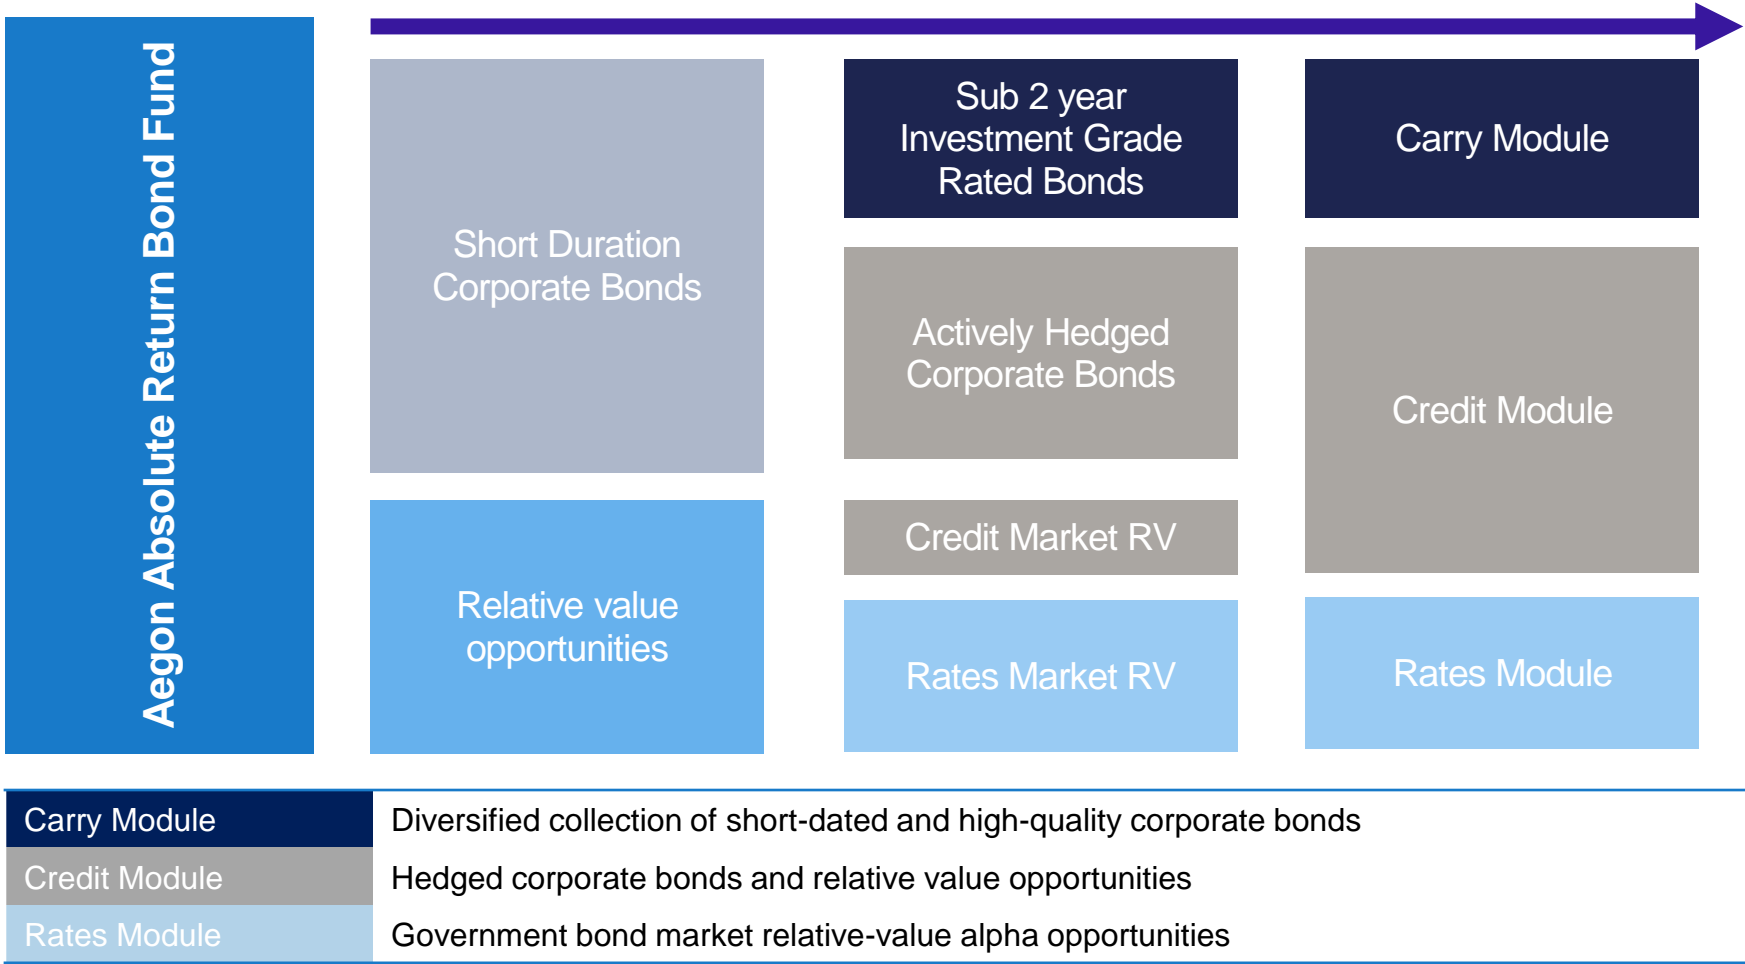 Aegon Absolute Return Bond Fund
Short Duration
Corporate Bonds
Relative value
opportunities
Sub 2 year
Investment Grade
Rated Bonds
Actively Hedged
Corporate Bonds
Credit Market RV
Rates Market RV
Carry Module
Credit Module
Rates Module
Carry Module Diversified collection of short-dated and high-quality corporate bonds
Credit Module Hedged corporate bonds and relative value opportunities
Rates Module Government bond market relative-value alpha opportunities